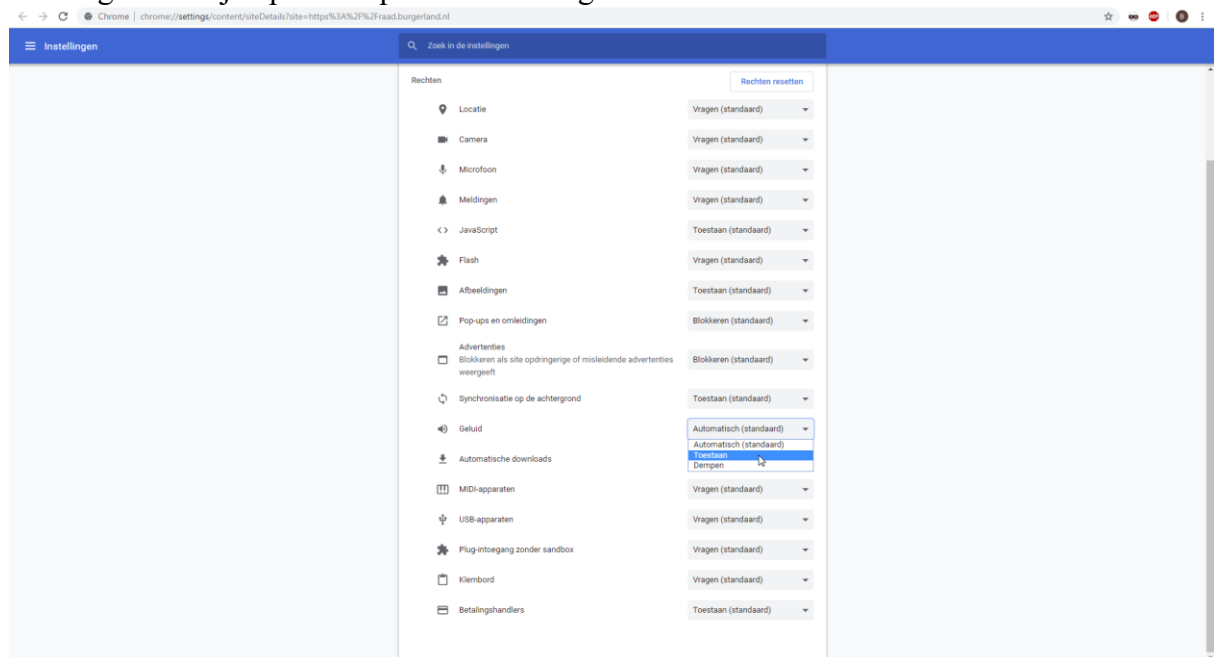 Chrome | chrome://settings/content/siteDetails?site=https%3A%2F%2Fraad.burgerland.nl
Instellingen
Zoek in de instellingen
Rechten
Rechten resetten
Locatie Vragen (standaard)
Camera Vragen (standaard)
Microfoon Vragen (standaard)
Meldingen Vragen (standaard)
JavaScript Toestaan (standaard)
Flash Vragen (standaard)
Afbeeldingen Toestaan (standaard)
Pop-ups en omleidingen Blokkeren (standaard)
Advertenties
Blokkeren als site opdringerige of misleidende advertenties Blokkeren (standaard)
weergeeft
Synchronisatie op de achtergrond Toestaan (standaard)
Geluid Automatisch (standaard)
Automatisch (standaard)
Automatische downloads Toestaan
Dempen
MIDI-apparaten Vragen (standaard)
USB-apparaten Vragen (standaard)
Plug-intoegang zonder sandbox Vragen (standaard)
Klembord Vragen (standaard)
Betalingshandlers Toestaan (standaard)